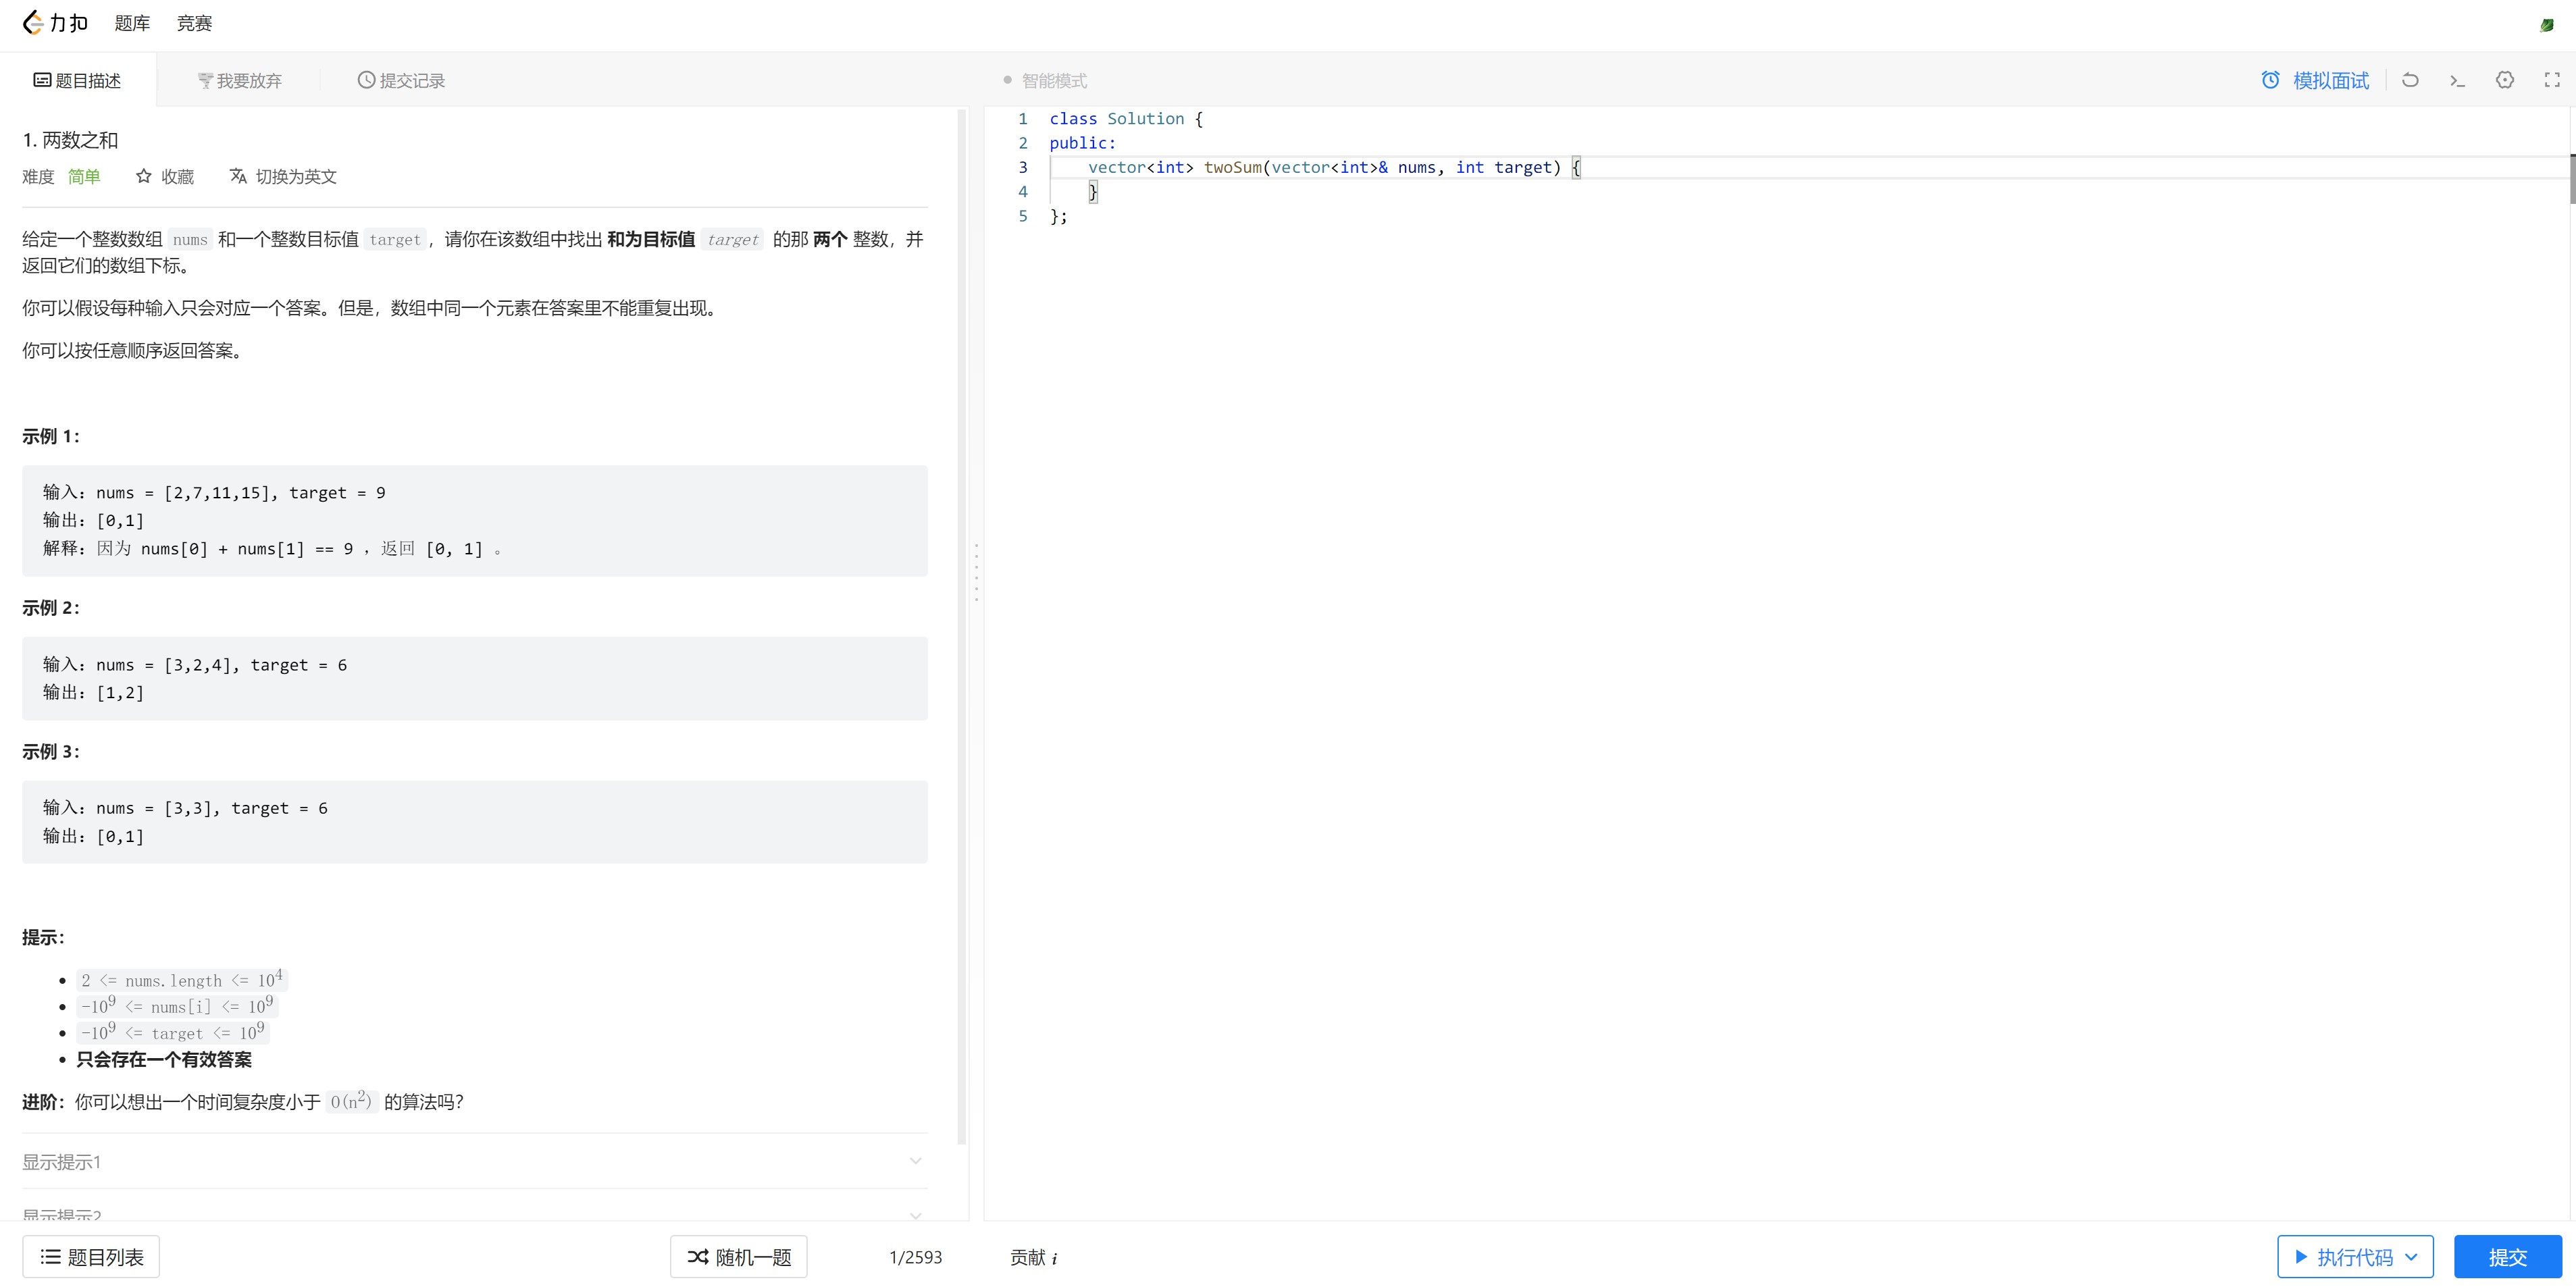 力扣 题库 竞赛
题目描述 我要放弃 提交记录
智能模式 模拟面试
1. 两数之和
难度 简单 收藏 切换为英文
给定一个整数数组 nums 和一个整数目标值 target，请你在该数组中找出 和为目标值 target 的那 两个 整数，并
返回它们的数组下标。
你可以假设每种输入只会对应一个答案。但是，数组中同一个元素在答案里不能重复出现。
你可以按任意顺序返回答案。
示例 1：
输入：nums = [2,7,11,15], target = 9
输出：[0,1]
解释：因为 nums[0] + nums[1] == 9 ，返回 [0, 1] 。
示例 2：
输入：nums = [3,2,4], target = 6
输出：[1,2]
示例 3：
输入：nums = [3,3], target = 6
输出：[0,1]
提示：
2 <= nums.length <= 10⁴
-10⁹ <= nums[i] <= 10⁹
-10⁹ <= target <= 10⁹
只会存在一个有效答案
进阶：你可以想出一个时间复杂度小于 O(n²) 的算法吗？
显示提示1
显示提示2
1 class Solution {
2 public:
3     vector<int> twoSum(vector<int>& nums, int target) {
4     }
5 };
题目列表 随机一题 1/2593 贡献 i 执行代码 提交